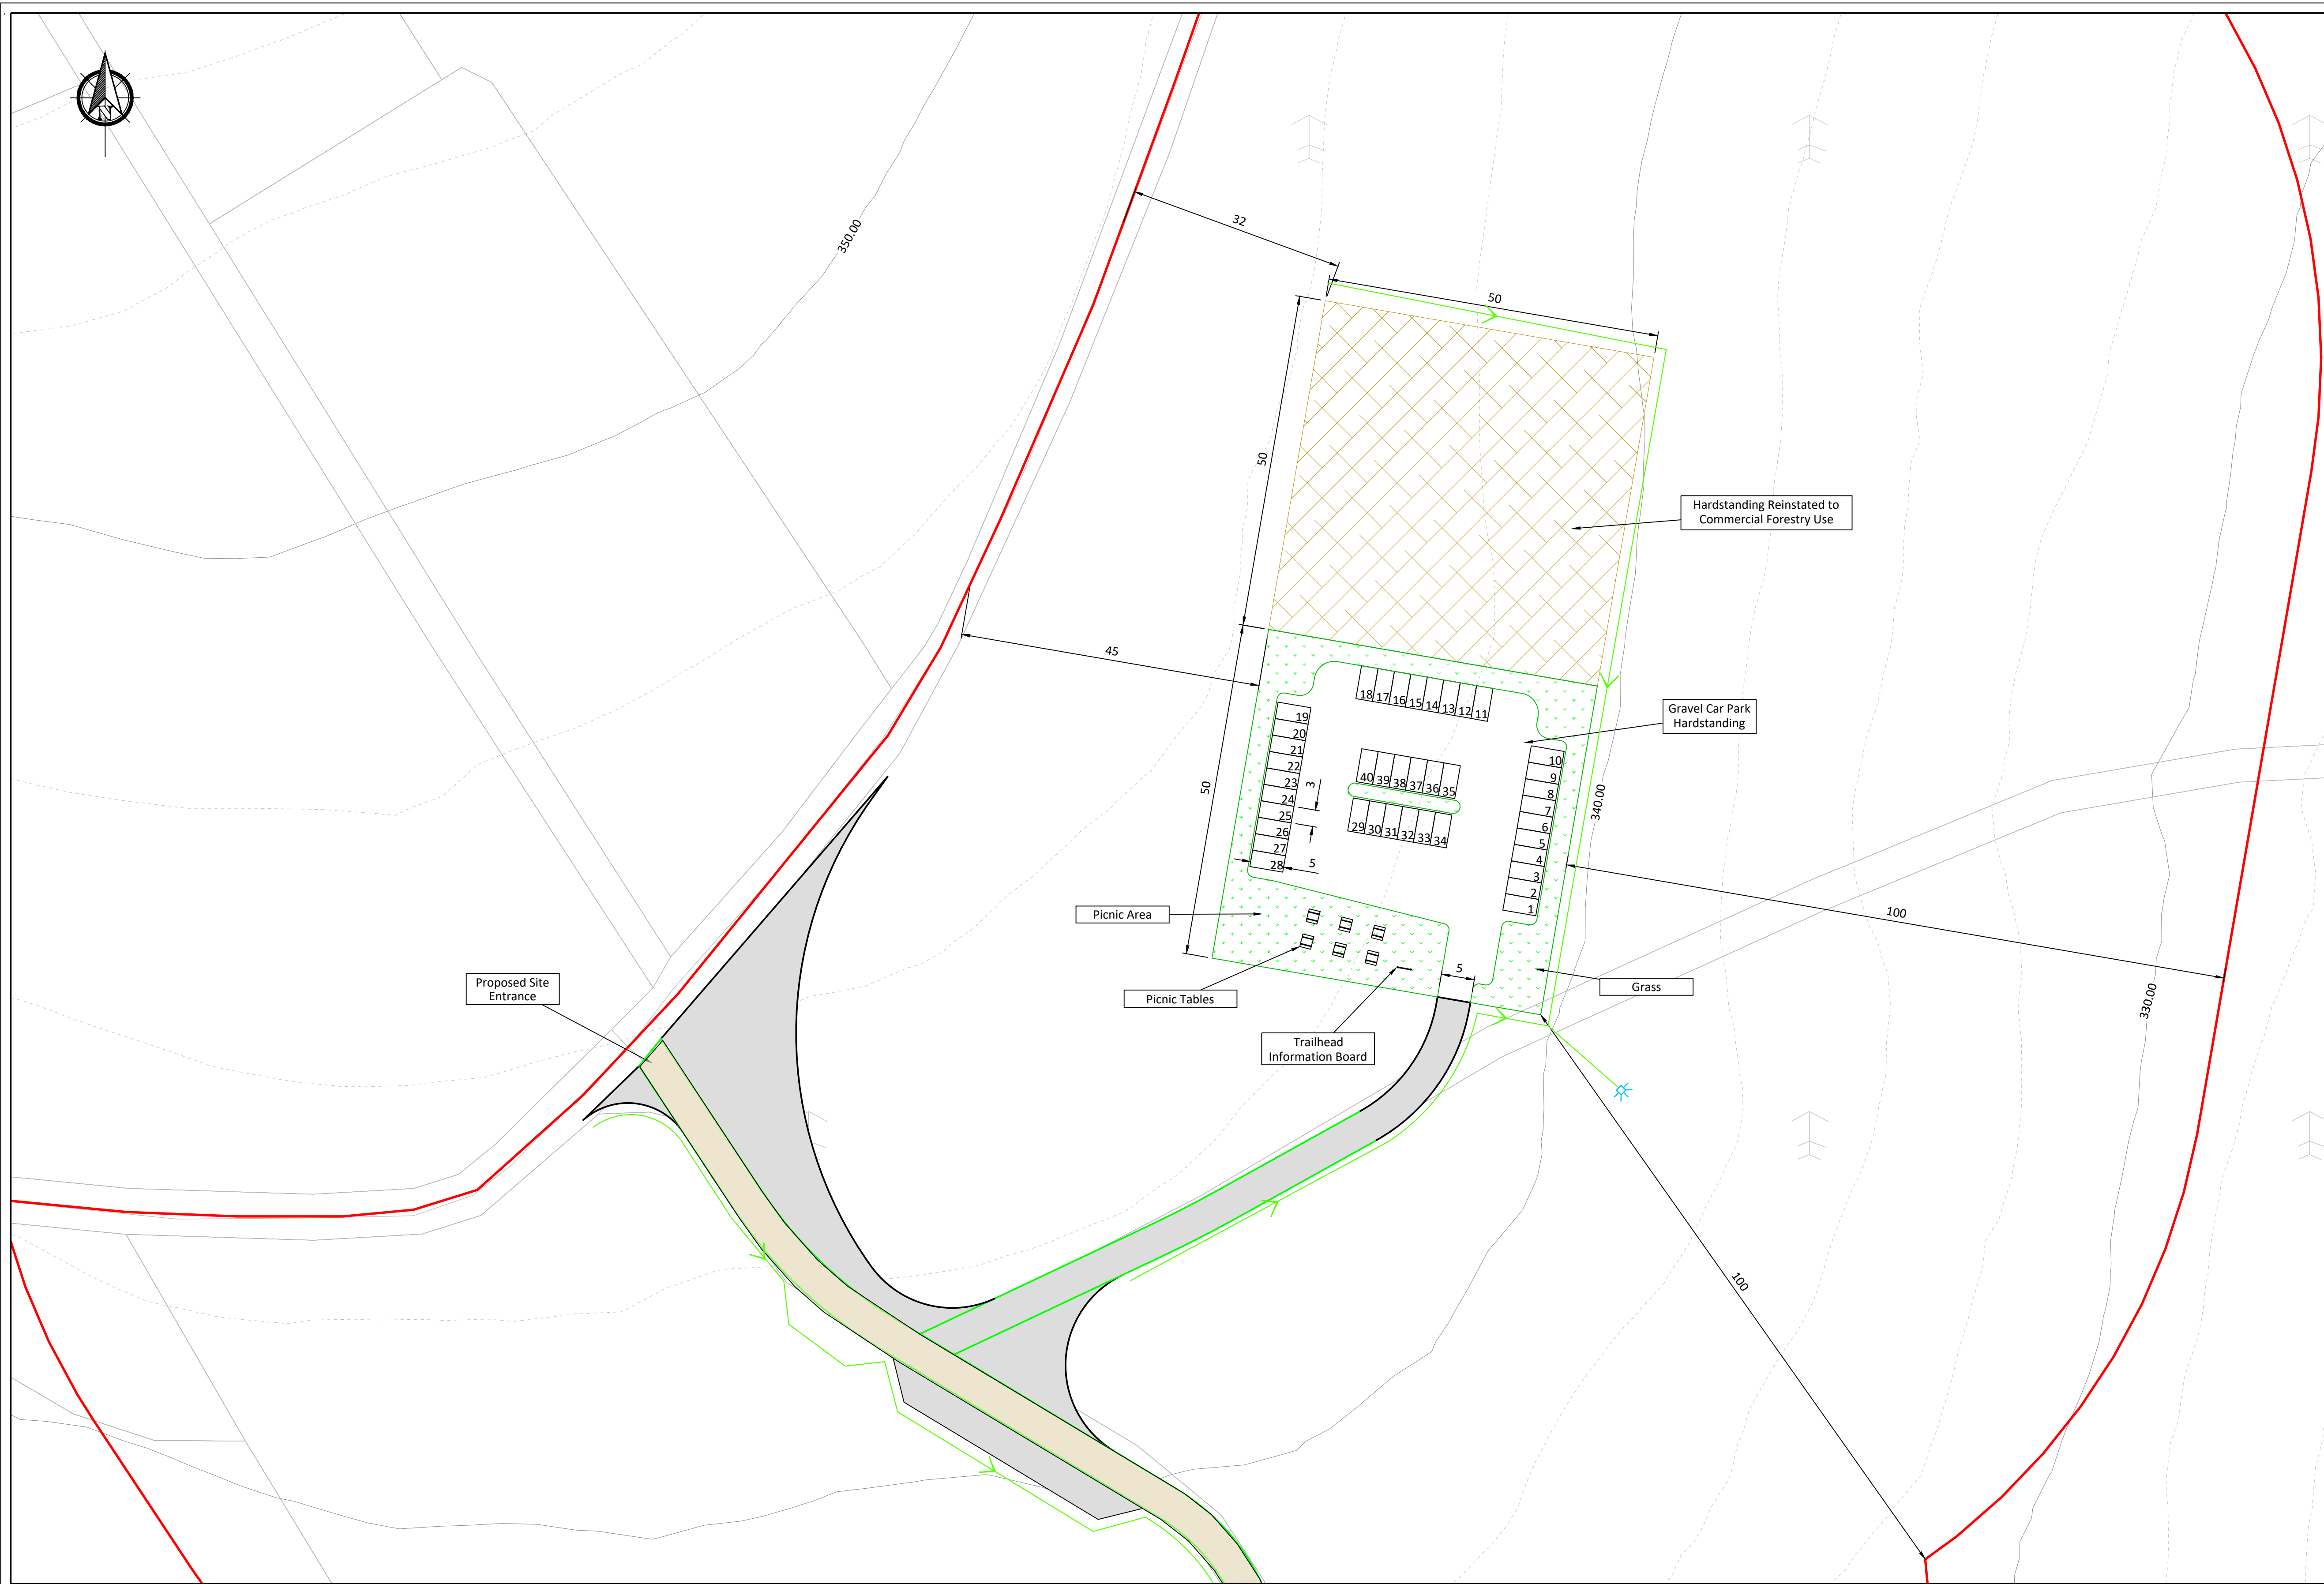 N
350.00
32
50
50
Hardstanding Reinstated to
Commercial Forestry Use
45
18 17 16 15 14 13 12 11
Gravel Car Park
Hardstanding
19
20
21
22
23
24
25
26
27
28
3
5
40 39 38 37 36 35
29 30 31 32 33 34
10
9
8
7
6
5
4
3
2
1
340.00
50
100
Picnic Area
Picnic Tables
5
Grass
Proposed Site
Entrance
Trailhead
Information Board
330.00
100